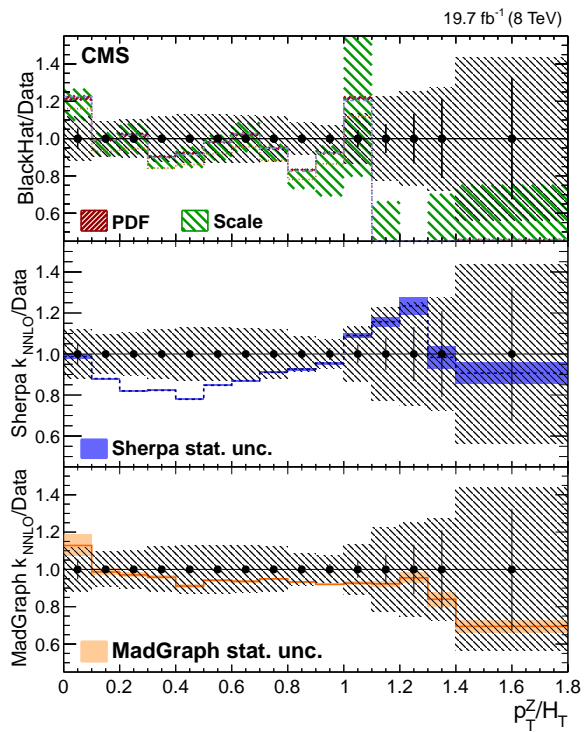 19.7 fb⁻¹ (8 TeV)
CMS
BlackHat/Data
1.4
1.2
1.0
0.8
0.6
PDF
Scale
Sherpa k_NNLO/Data
1.4
1.2
1.0
0.8
0.6
Sherpa stat. unc.
MadGraph k_NNLO/Data
1.4
1.2
1.0
0.8
0.6
MadGraph stat. unc.
0 0.2 0.4 0.6 0.8 1 1.2 1.4 1.6 1.8
p_T^Z/H_T